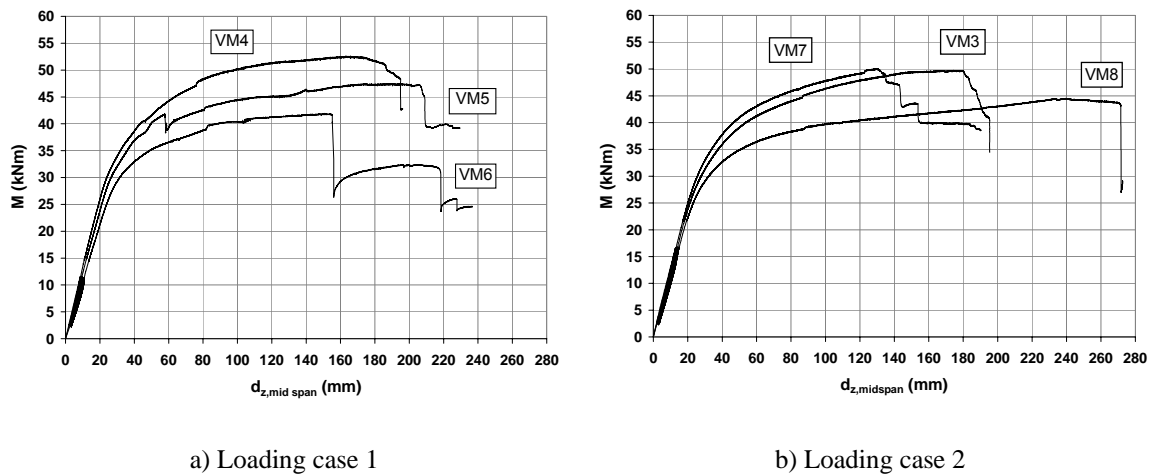 60
55
50
45
40
35
30
25
20
15
10
5
0
M (kNm)
VM4
VM5
VM6
0 20 40 60 80 100 120 140 160 180 200 220 240 260 280
dz,mid span (mm)
a) Loading case 1
60
55
50
45
40
35
30
25
20
15
10
5
0
M (kNm)
VM7
VM3
VM8
0 20 40 60 80 100 120 140 160 180 200 220 240 260 280
dz,midspan (mm)
b) Loading case 2